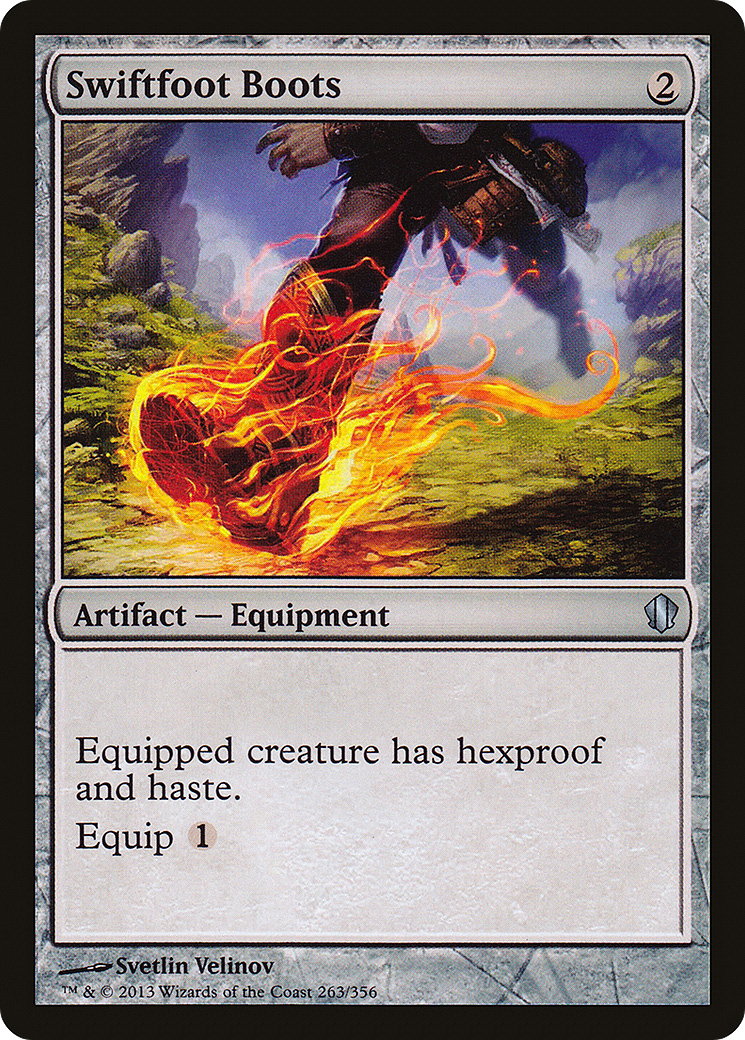 Swiftfoot Boots 2
Artifact — Equipment
Equipped creature has hexproof
and haste.
Equip 1
Svetlin Velinov
™ & © 2013 Wizards of the Coast 263/356